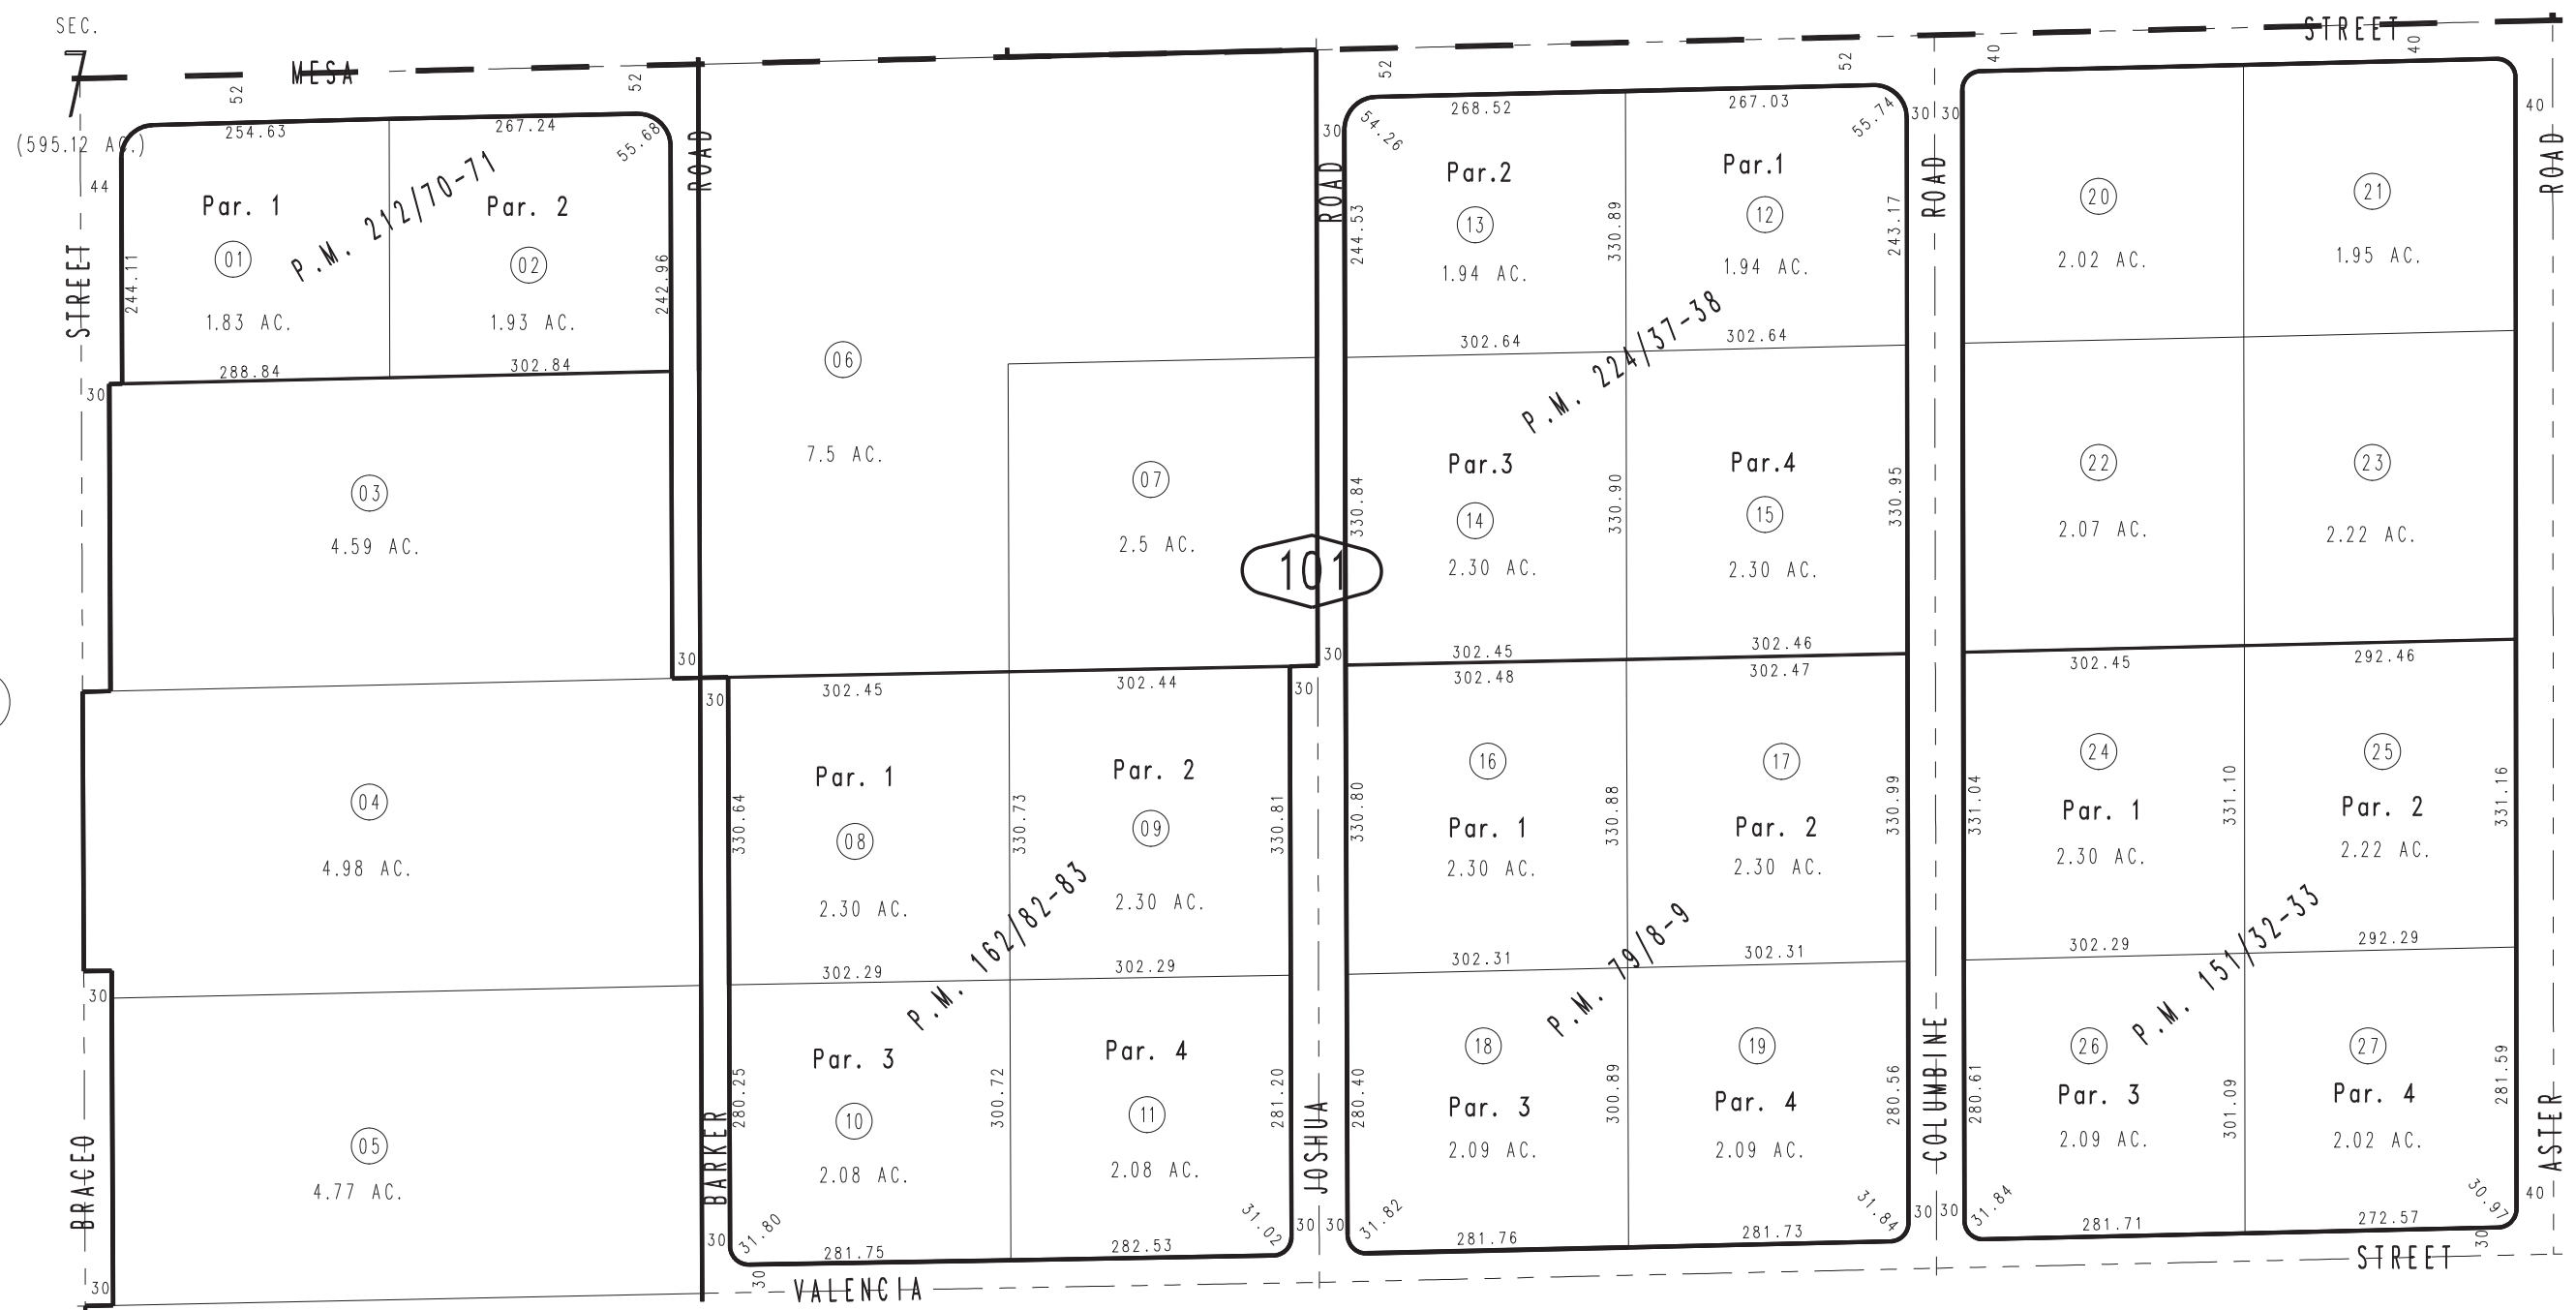 SEC.
7
(595.12 AC.)
MESA
STREET
52
52
52
52
40
40
44
STREET
BRACEO
30
30
30
254.63
267.24
55.68
Par. 1
Par. 2
P.M. 212/70-71
01
02
244.11
242.96
1.83 AC.
1.93 AC.
288.84
302.84
03
4.59 AC.
30
04
4.98 AC.
05
4.77 AC.
ROAD
BARKER
06
7.5 AC.
07
2.5 AC.
101
30
30
302.45
302.44
Par. 1
Par. 2
08
09
330.64
330.73
330.81
2.30 AC.
2.30 AC.
P.M. 162/82-83
302.29
302.29
Par. 3
Par. 4
10
11
280.25
300.72
281.20
2.08 AC.
2.08 AC.
31.80
31.02
281.75
282.53
30
30
VALENCIA
STREET
ROAD
JOSHUA
30
30
30 30
54.26
268.52
267.03
55.74
Par.2
Par.1
13
12
244.53
330.89
243.17
1.94 AC.
1.94 AC.
P.M. 224/37-38
302.64
302.64
Par.3
Par.4
14
15
330.84
330.90
330.95
2.30 AC.
2.30 AC.
302.45
302.46
302.48
302.47
16
17
Par. 1
Par. 2
330.80
330.88
330.99
2.30 AC.
2.30 AC.
P.M. 79/8-9
302.31
302.31
18
19
Par. 3
Par. 4
280.40
300.89
280.56
2.09 AC.
2.09 AC.
31.82
31.84
281.76
281.73
30 30
ROAD
COLUMBINE
30 30
20
21
2.02 AC.
1.95 AC.
22
23
2.07 AC.
2.22 AC.
302.45
292.46
24
25
Par. 1
Par. 2
331.04
331.10
331.16
2.30 AC.
2.22 AC.
P.M. 151/32-33
302.29
292.29
26
27
Par. 3
Par. 4
280.61
301.09
281.59
2.09 AC.
2.02 AC.
31.84
30.97
281.71
272.57
30
40
ROAD
ASTER
40